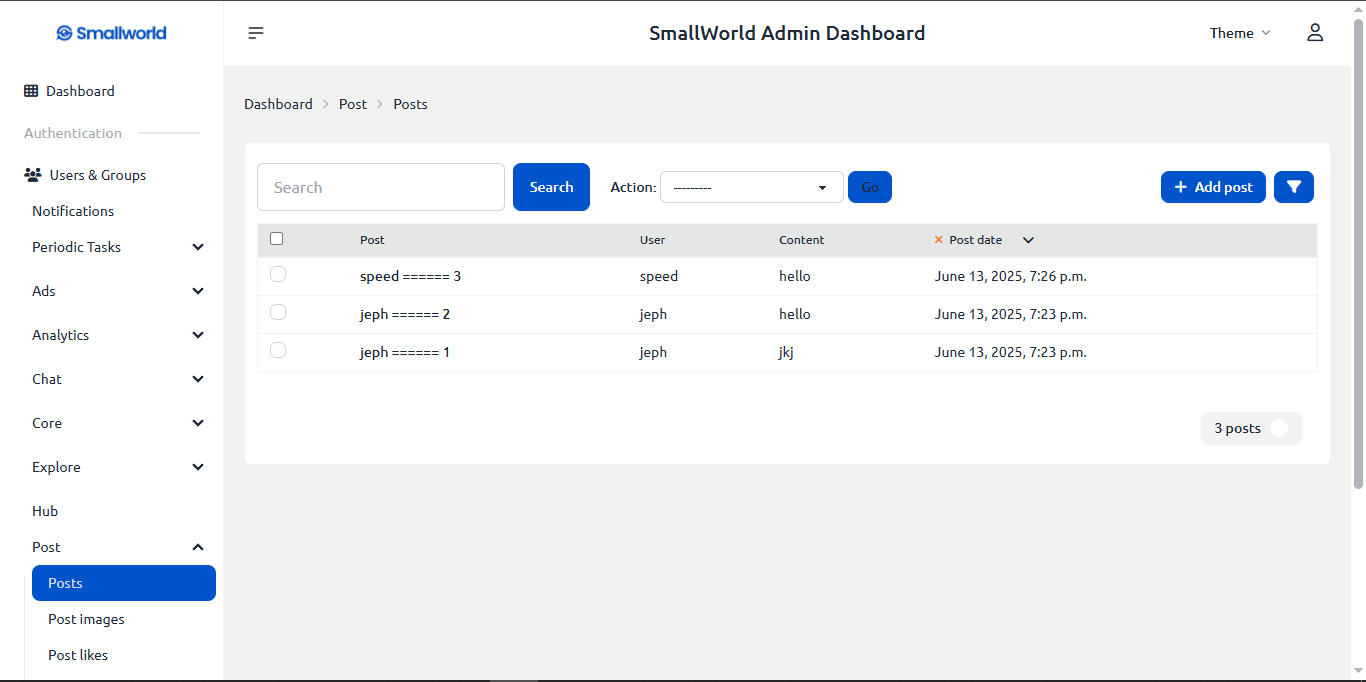 Smallworld
SmallWorld Admin Dashboard
Theme
Dashboard
Authentication
Users & Groups
Notifications
Periodic Tasks
Ads
Analytics
Chat
Core
Explore
Hub
Post
Posts
Post images
Post likes
Dashboard > Post > Posts
Search Search Action: --------- Go + Add post
Post User Content × Post date
speed ====== 3 speed hello June 13, 2025, 7:26 p.m.
jeph ====== 2 jeph hello June 13, 2025, 7:23 p.m.
jeph ====== 1 jeph jkj June 13, 2025, 7:23 p.m.
3 posts